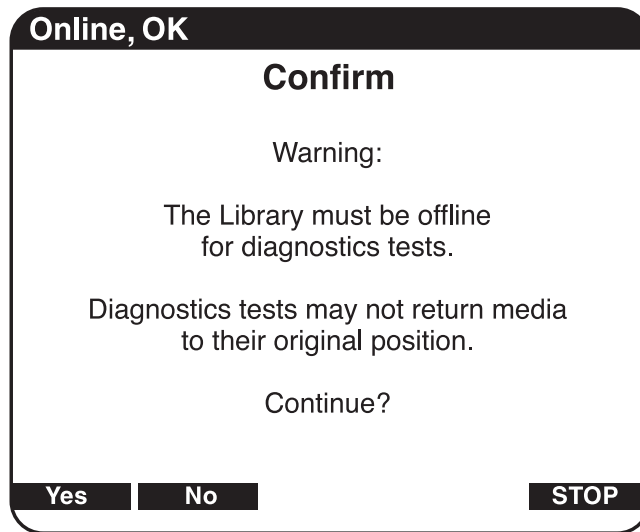 Online, OK
Confirm
Warning:
The Library must be offline
for diagnostics tests.
Diagnostics tests may not return media
to their original position.
Continue?
Yes No STOP